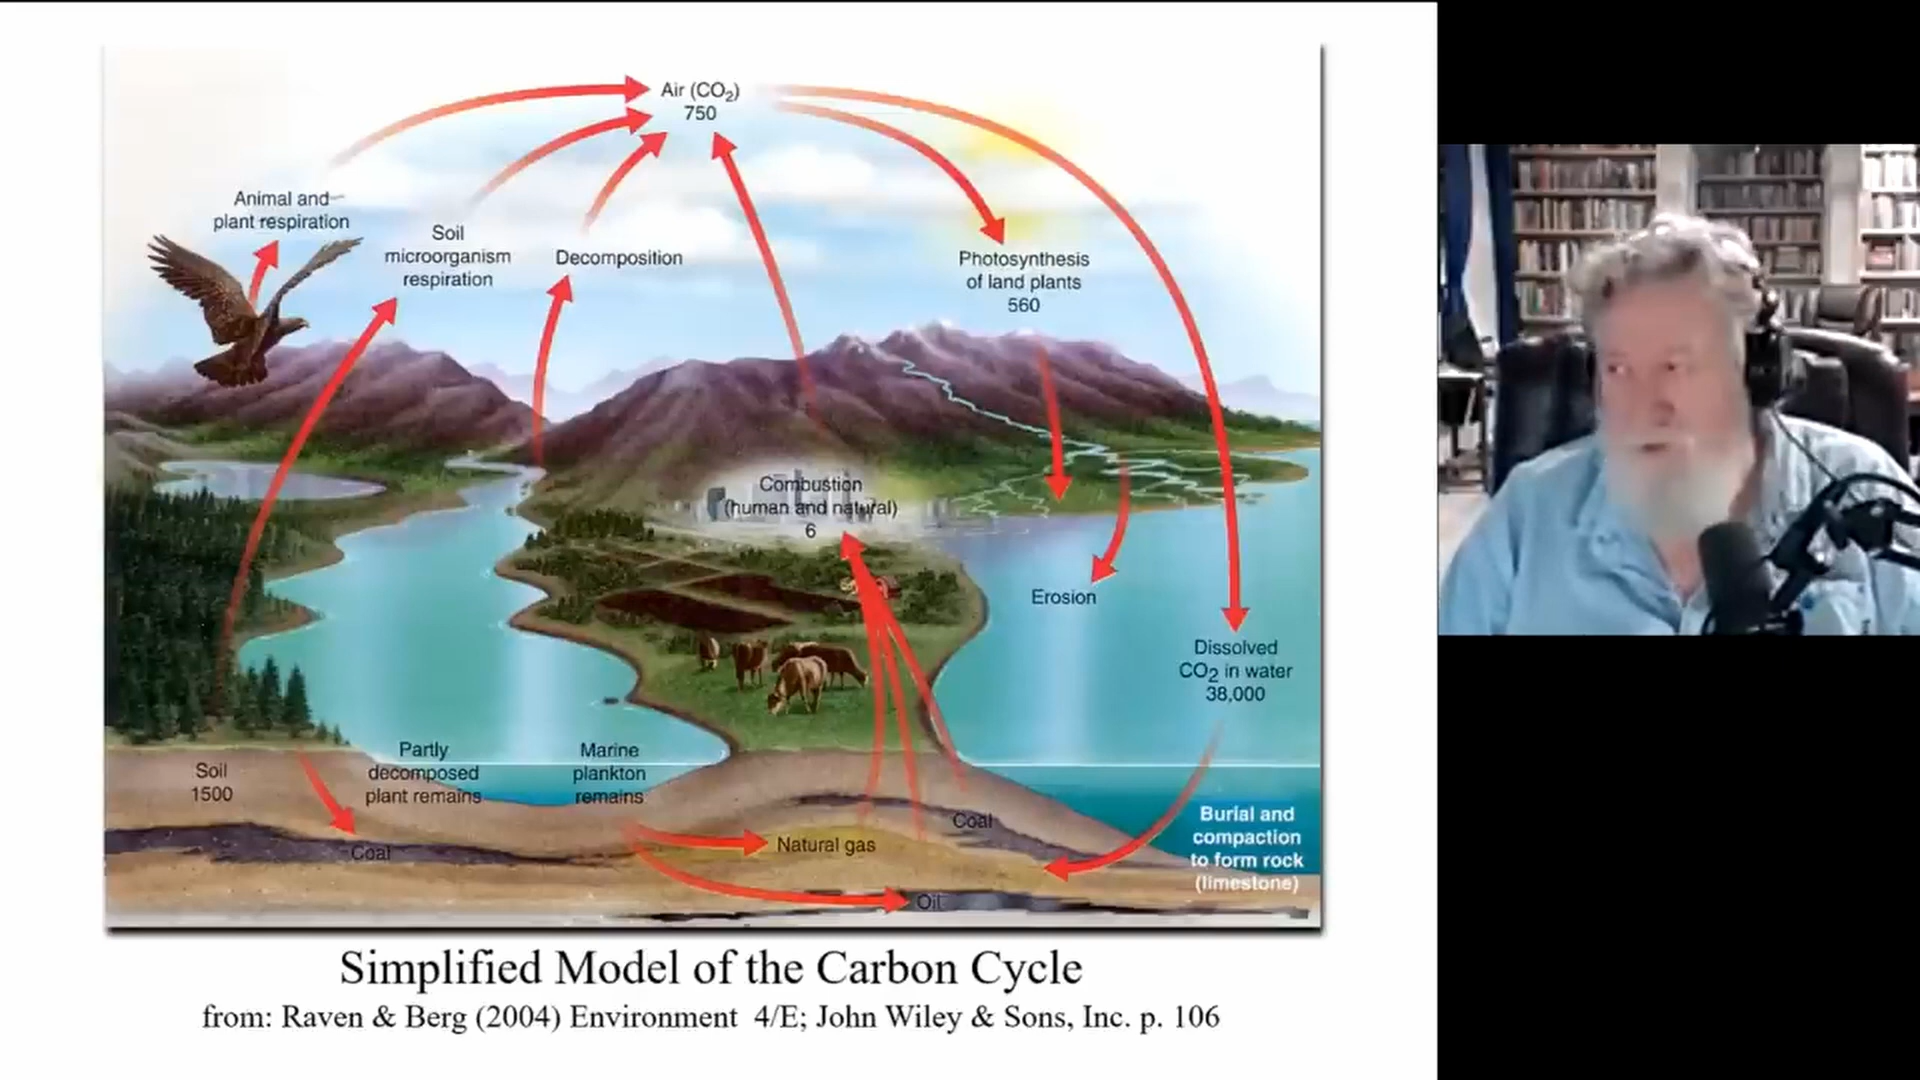 Air (CO₂)
750
Animal and
plant respiration
Soil
microorganism
respiration
Decomposition
Photosynthesis
of land plants
560
Combustion
(human and natural)
6
Erosion
Dissolved
CO₂ in water
38,000
Soil
1500
Partly
decomposed
plant remains
Marine
plankton
remains
Coal
Natural gas
Coal
Oil
Burial and
compaction
to form rock
(limestone)
Simplified Model of the Carbon Cycle
from: Raven & Berg (2004) Environment 4/E; John Wiley & Sons, Inc. p. 106